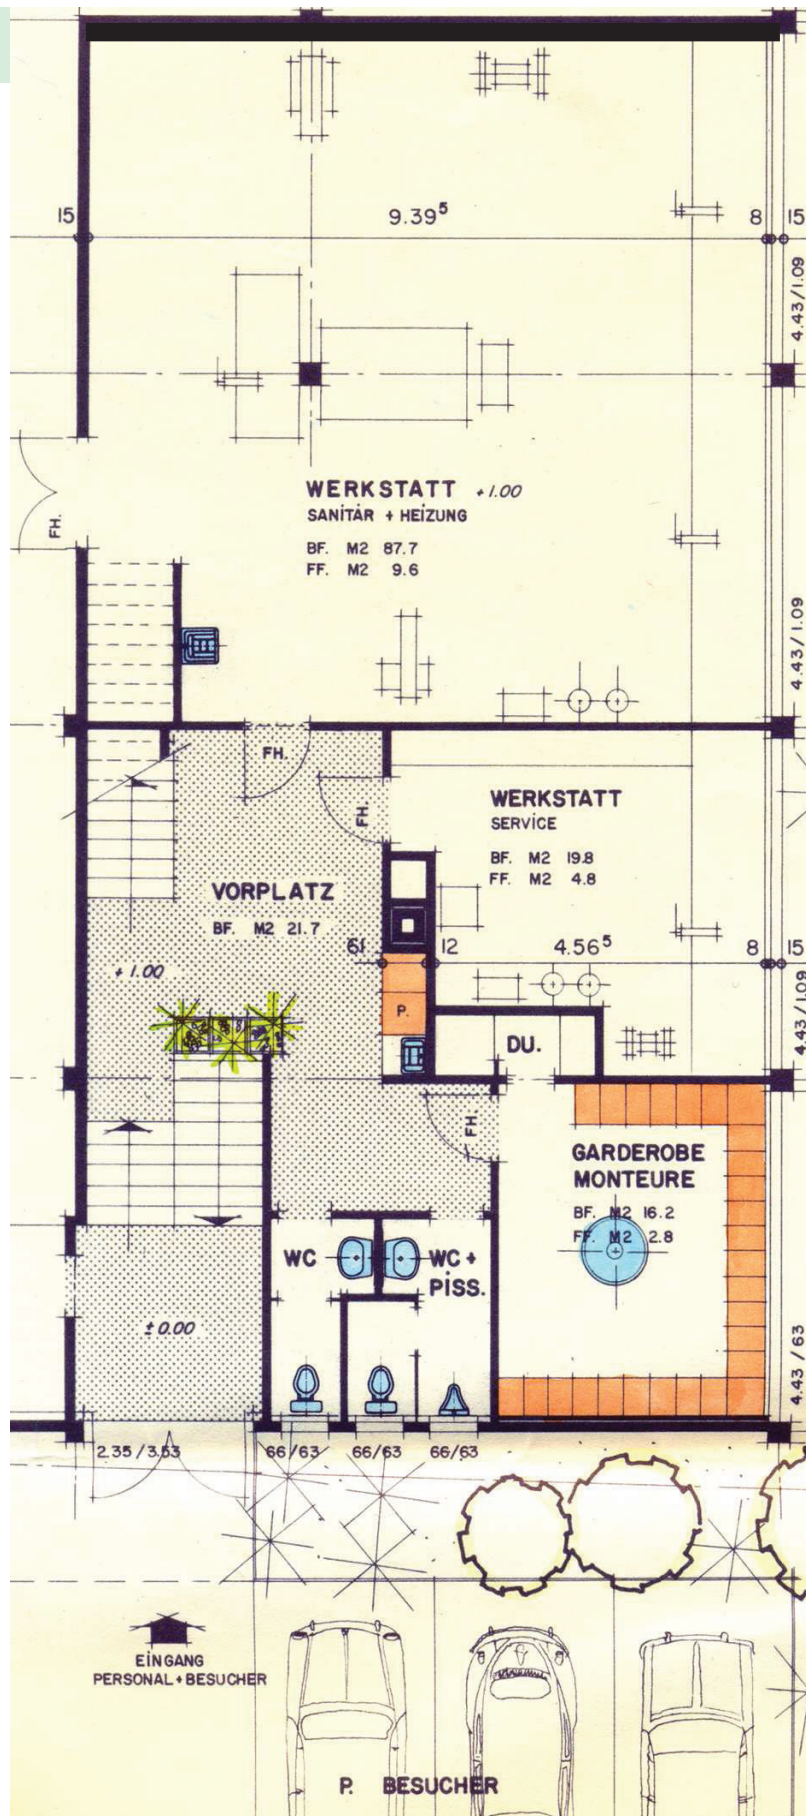 15
9.39⁵
8
15
4.43/1.09
FH.
WERKSTATT +1.00
SANITÄR + HEIZUNG
BF. M2 87.7
FF. M2 9.6
4.43/1.09
FH.
FH.
WERKSTATT
SERVICE
BF. M2 19.8
FF. M2 4.8
VORPLATZ
BF. M2 21.7
61
12
4.56⁵
8
15
+1.00
P.
4.43/1.09
DU.
FH.
GARDEROBE
MONTEURE
BF. M2 16.2
FF. M2 2.8
WC
WC +
PISS.
±0.00
4.43/63
2.35/3.53
66/63
66/63
66/63
EINGANG
PERSONAL + BESUCHER
P. BESUCHER